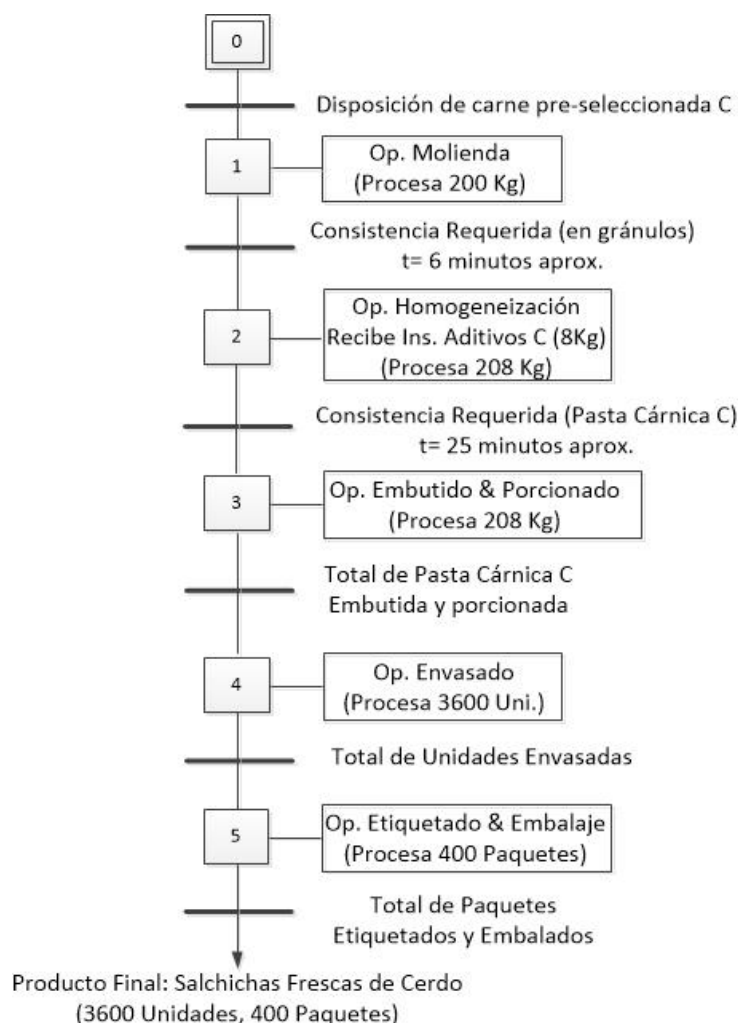 0
Disposición de carne pre-seleccionada C
1
Op. Molienda
(Procesa 200 Kg)
Consistencia Requerida (en gránulos)
t= 6 minutos aprox.
2
Op. Homogeneización
Recibe Ins. Aditivos C (8Kg)
(Procesa 208 Kg)
Consistencia Requerida (Pasta Cárnica C)
t= 25 minutos aprox.
3
Op. Embutido & Porcionado
(Procesa 208 Kg)
Total de Pasta Cárnica C
Embutida y porcionada
4
Op. Envasado
(Procesa 3600 Uni.)
Total de Unidades Envasadas
5
Op. Etiquetado & Embalaje
(Procesa 400 Paquetes)
Total de Paquetes
Etiquetados y Embalados
Producto Final: Salchichas Frescas de Cerdo
(3600 Unidades, 400 Paquetes)